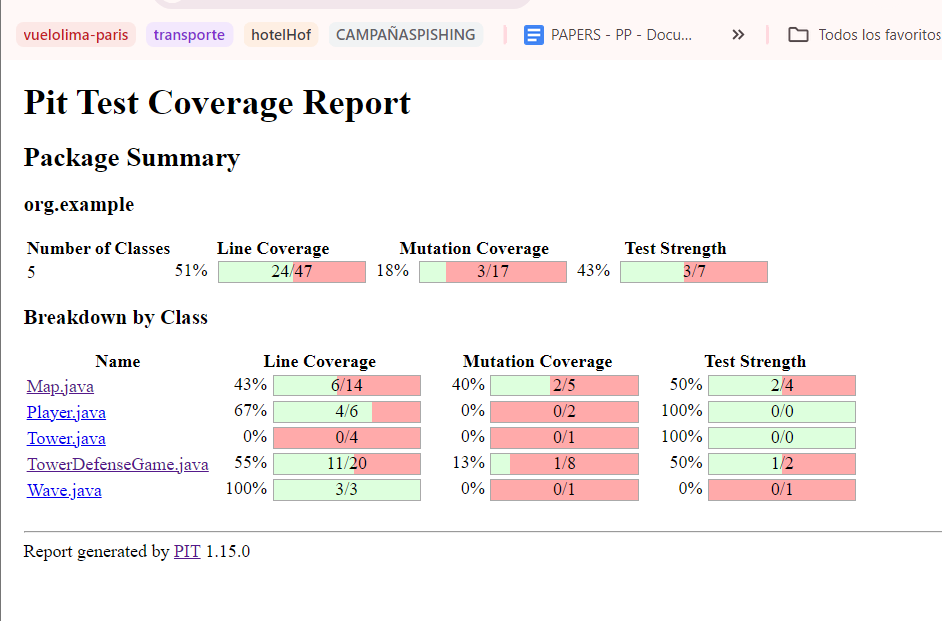 vuelolima-paris transporte hotelHof CAMPAÑASPISHING PAPERS - PP - Docu... » Todos los favoritos
Pit Test Coverage Report
Package Summary
org.example
Number of Classes Line Coverage Mutation Coverage Test Strength
5 51% 24/47 18% 3/17 43% 3/7
Breakdown by Class
Name Line Coverage Mutation Coverage Test Strength
Map.java 43% 6/14 40% 2/5 50% 2/4
Player.java 67% 4/6 0% 0/2 100% 0/0
Tower.java 0% 0/4 0% 0/1 100% 0/0
TowerDefenseGame.java 55% 11/20 13% 1/8 50% 1/2
Wave.java 100% 3/3 0% 0/1 0% 0/1
Report generated by PIT 1.15.0